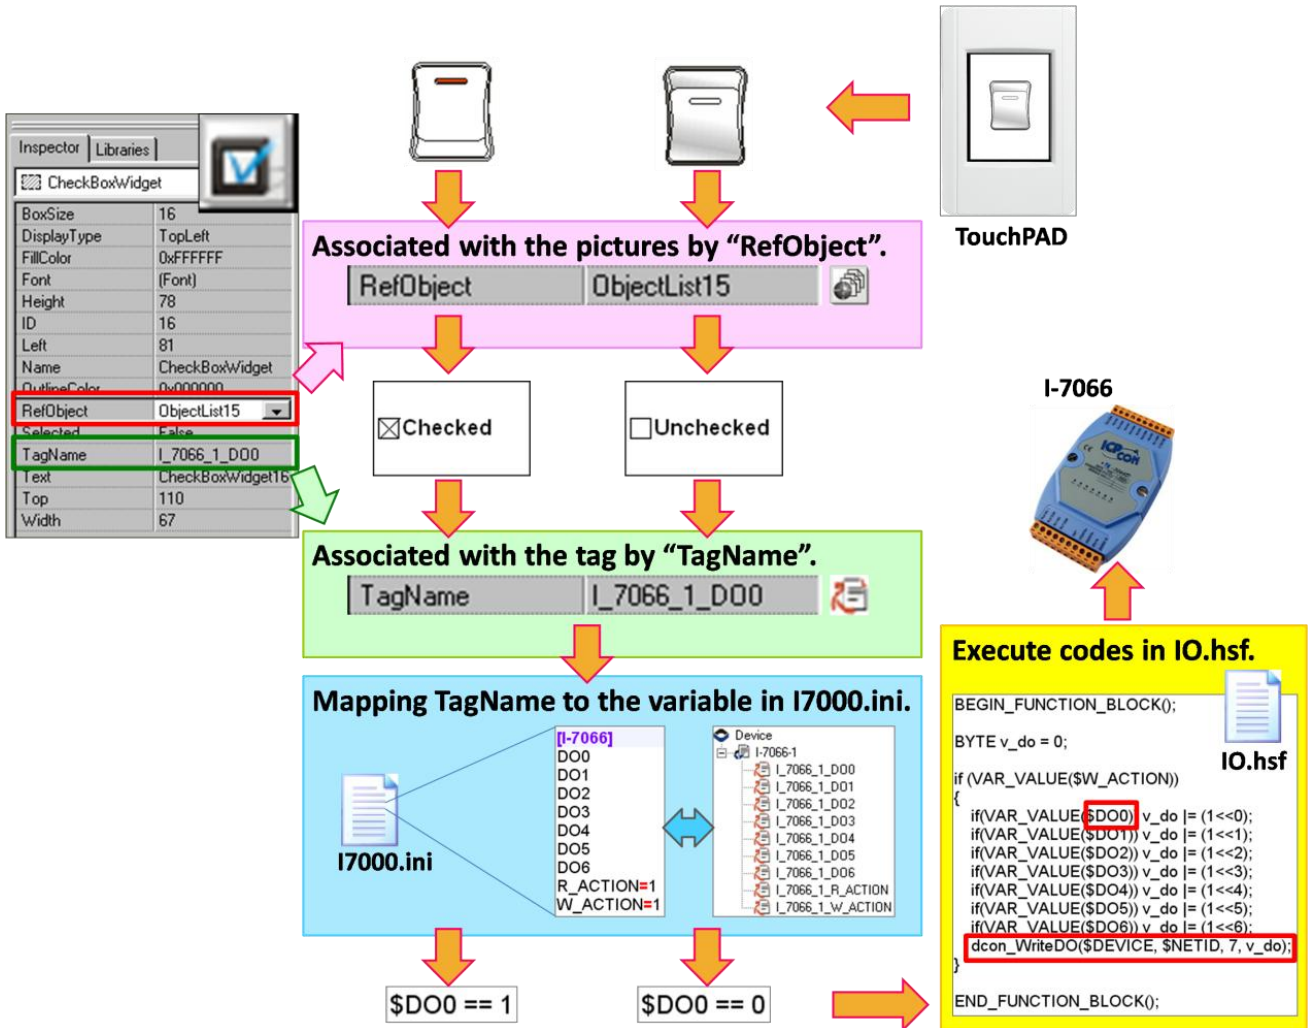 Inspector
Libraries
CheckBoxWidget
BoxSize 16
DisplayType TopLeft
FillColor 0xFFFFFF
Font (Font)
Height 78
ID 16
Left 81
Name CheckBoxWidget
OutlineColor 0x000000
RefObject ObjectList15
Selected False
TagName I_7066_1_DO0
Text CheckBoxWidget16
Top 110
Width 67
TouchPAD
Associated with the pictures by “RefObject”.
RefObject ObjectList15
Checked
Unchecked
Associated with the tag by “TagName”.
TagName I_7066_1_DO0
Mapping TagName to the variable in I7000.ini.
I7000.ini
[I-7066]
DO0
DO1
DO2
DO3
DO4
DO5
DO6
R_ACTION=1
W_ACTION=1
Device
I-7066-1
I_7066_1_DO0
I_7066_1_DO1
I_7066_1_DO2
I_7066_1_DO3
I_7066_1_DO4
I_7066_1_DO5
I_7066_1_DO6
I_7066_1_R_ACTION
I_7066_1_W_ACTION
$DO0 == 1
$DO0 == 0
I-7066
ICP
CON
Execute codes in IO.hsf.
IO.hsf
BEGIN_FUNCTION_BLOCK();
BYTE v_do = 0;
if (VAR_VALUE($W_ACTION))
{
if(VAR_VALUE($DO0)) v_do |= (1<<0);
if(VAR_VALUE($DO1)) v_do |= (1<<1);
if(VAR_VALUE($DO2)) v_do |= (1<<2);
if(VAR_VALUE($DO3)) v_do |= (1<<3);
if(VAR_VALUE($DO4)) v_do |= (1<<4);
if(VAR_VALUE($DO5)) v_do |= (1<<5);
if(VAR_VALUE($DO6)) v_do |= (1<<6);
dcon_WriteDO($DEVICE, $NETID, 7, v_do);
}
END_FUNCTION_BLOCK();